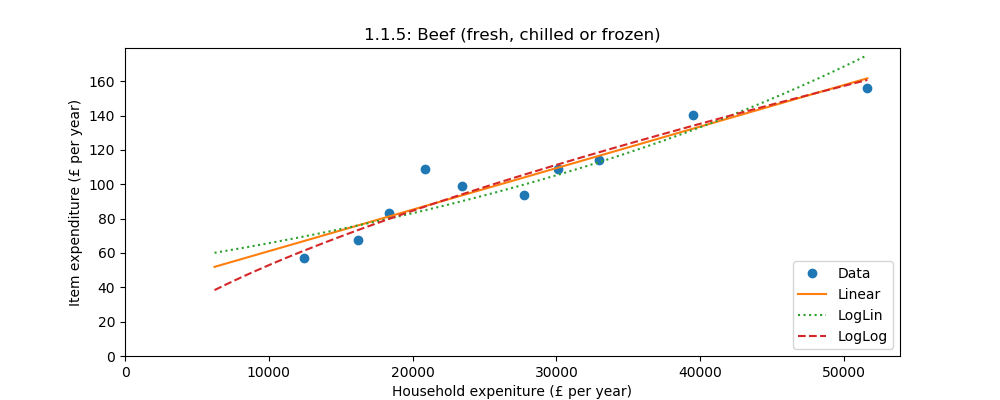 1.1.5: Beef (fresh, chilled or frozen)
Item expenditure (£ per year)
160
140
120
100
80
60
40
20
0
0 10000 20000 30000 40000 50000
Household expeniture (£ per year)
Data
Linear
LogLin
LogLog